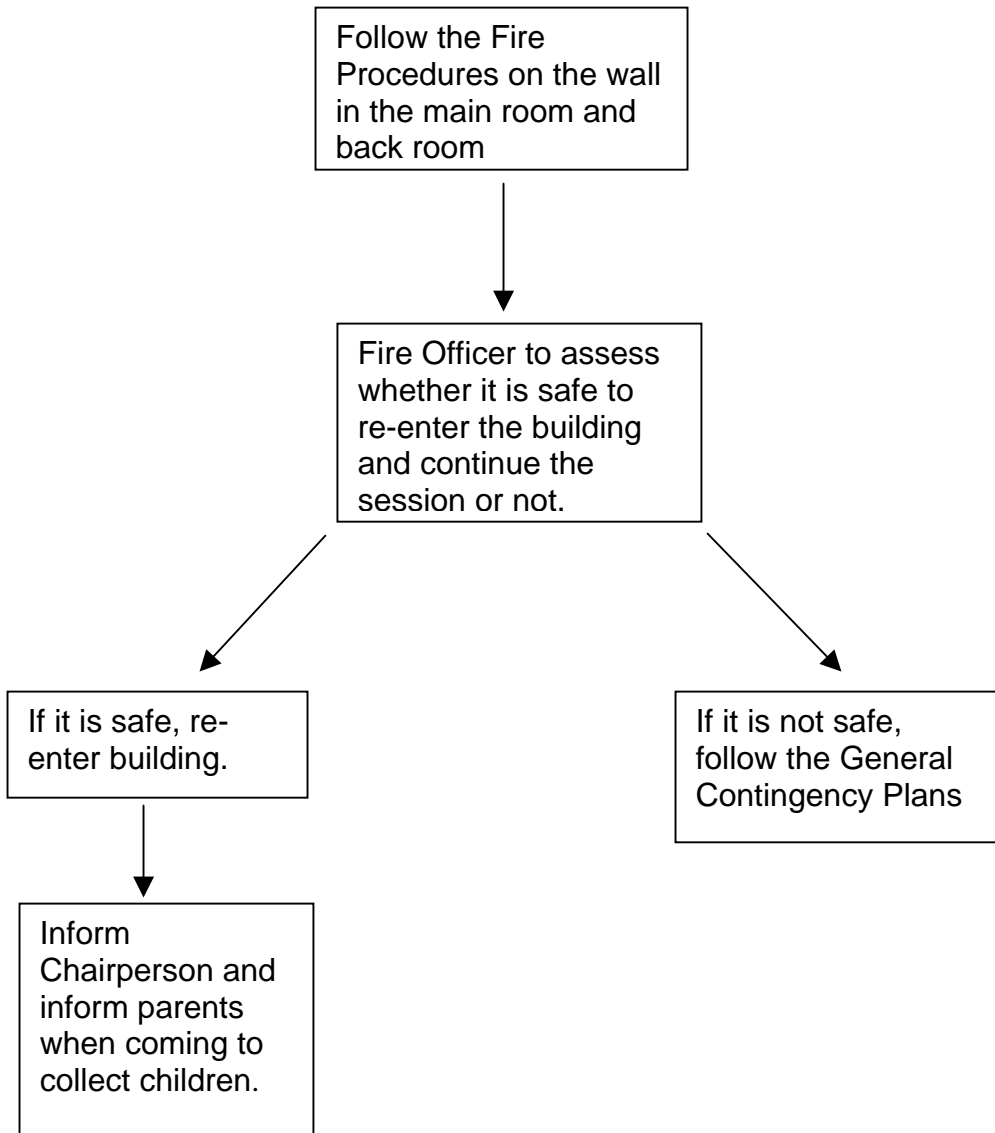 Follow the Fire
Procedures on the wall
in the main room and
back room
Fire Officer to assess
whether it is safe to
re-enter the building
and continue the
session or not.
If it is safe, re-
enter building.
If it is not safe,
follow the General
Contingency Plans
Inform
Chairperson and
inform parents
when coming to
collect children.